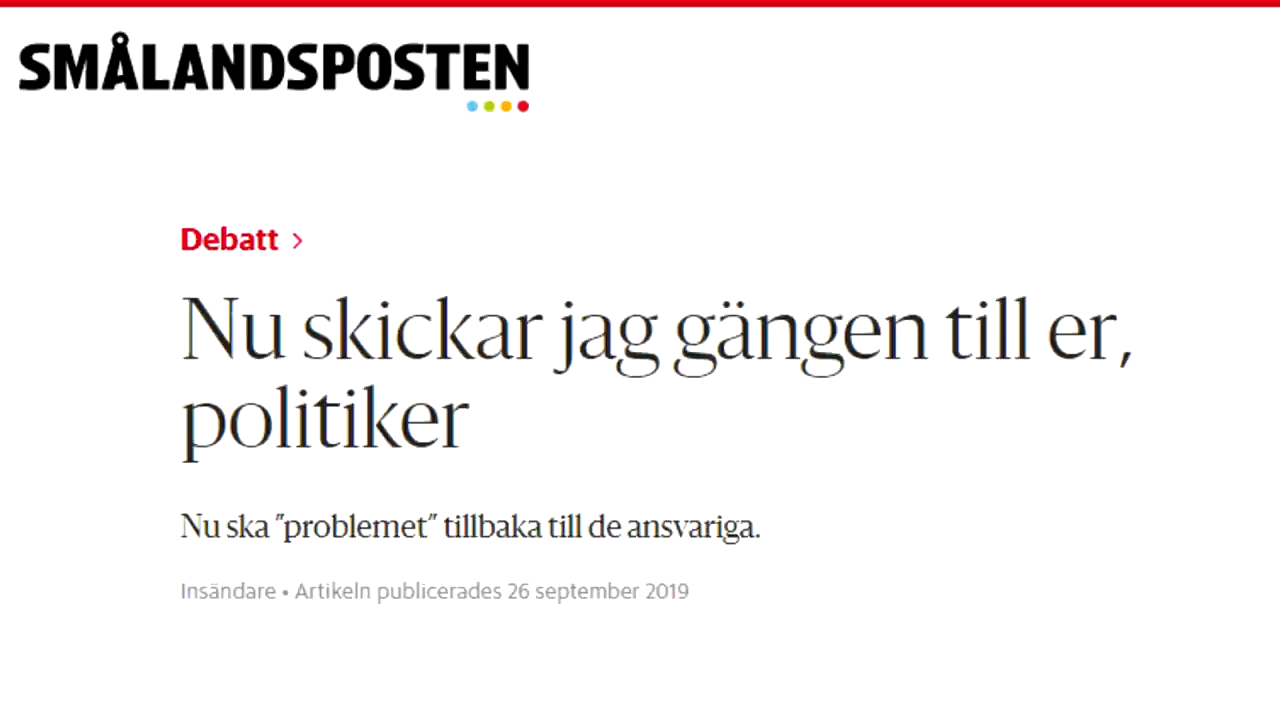 SMÅLANDSPOSTEN
Debatt >
Nu skickar jag gängen till er,
politiker
Nu ska ”problemet” tillbaka till de ansvariga.
Insändare • Artikeln publicerades 26 september 2019